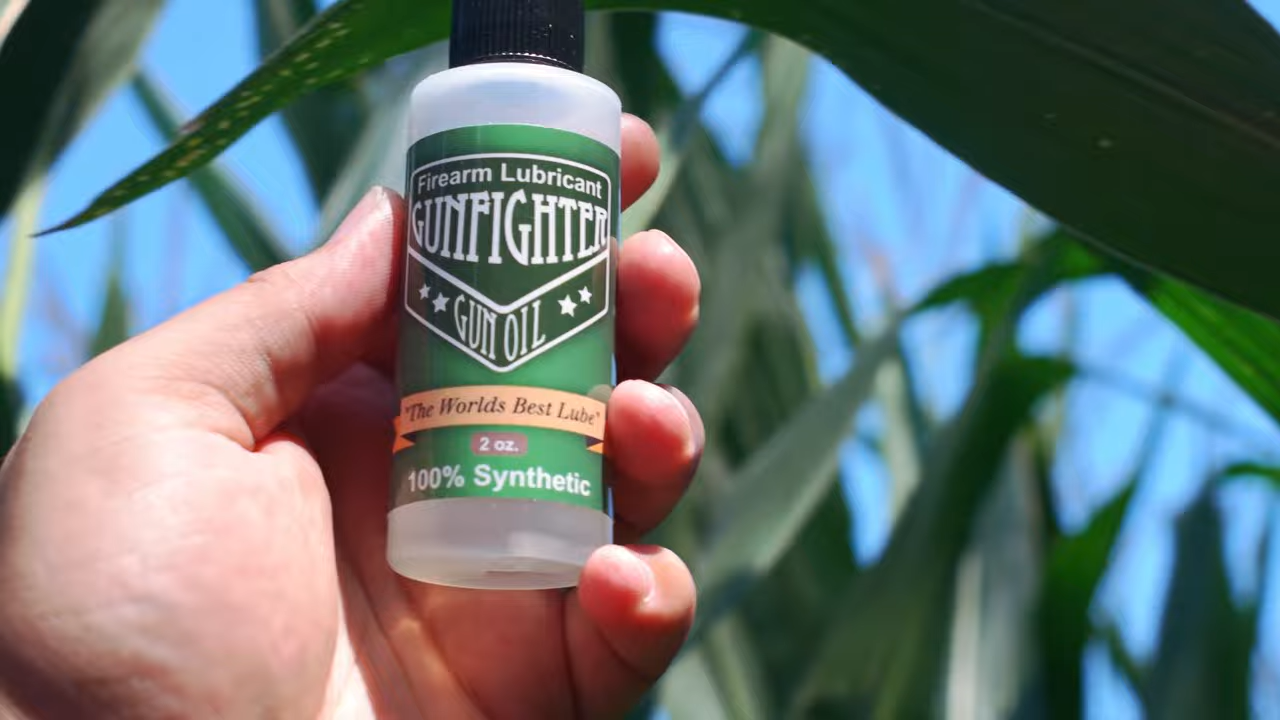 Firearm Lubricant
GUNFIGHTER
GUN OIL
"The Worlds Best Lube"
2 oz.
100% Synthetic